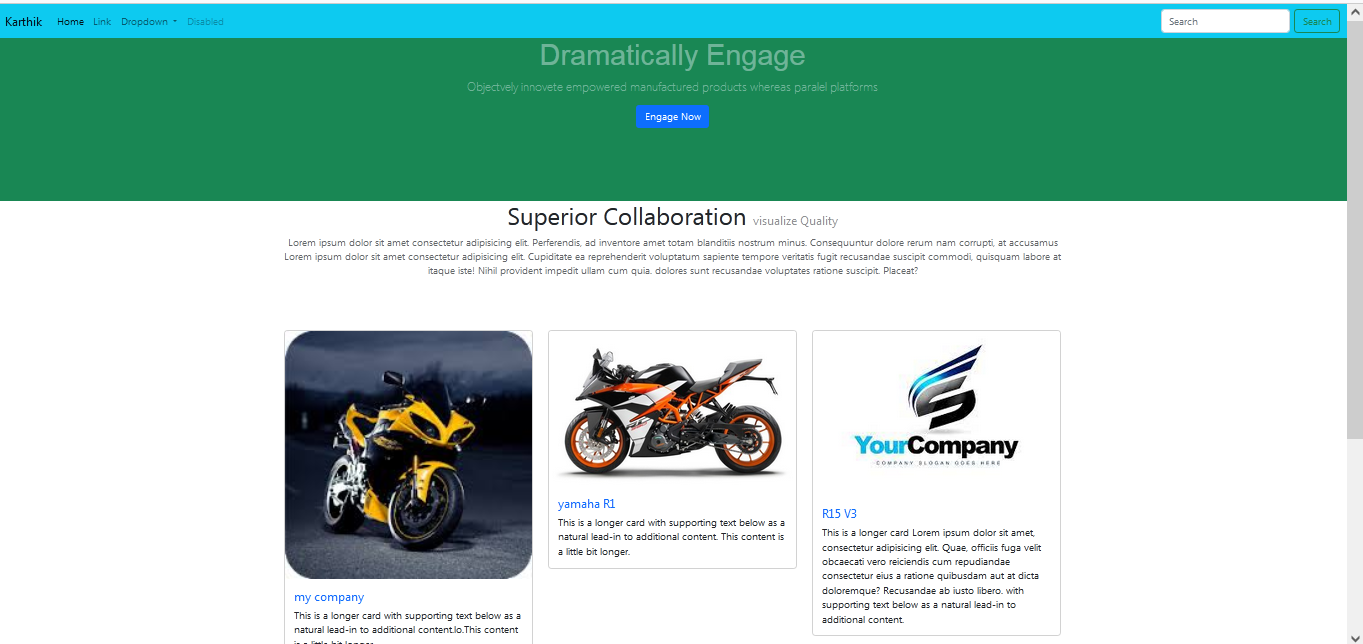 Karthik Home Link Dropdown Disabled Search Search
Dramatically Engage
Objectvely innovete empowered manufactured products whereas paralel platforms
Engage Now
Superior Collaboration visualize Quality
Lorem ipsum dolor sit amet consectetur adipisicing elit. Perferendis, ad inventore amet totam blanditiis nostrum minus. Consequuntur dolore rerum nam corrupti, at accusamus
Lorem ipsum dolor sit amet consectetur adipisicing elit. Cupiditate ea reprehenderit voluptatum sapiente tempore veritatis fugit recusandae suscipit commodi, quisquam labore at
itaque iste! Nihil provident impedit ullam cum quia. dolores sunt recusandae voluptates ratione suscipit. Placeat?
my company
This is a longer card with supporting text below as a
natural lead-in to additional content.lo.This content
is a little bit longer.
yamaha R1
This is a longer card with supporting text below as a
natural lead-in to additional content. This content is
a little bit longer.
YourCompany
COMPANY SLOGAN GOES HERE
R15 V3
This is a longer card Lorem ipsum dolor sit amet,
consectetur adipisicing elit. Quae, officiis fuga velit
obcaecati vero reiciendis cum repudiandae
consectetur eius a ratione quibusdam aut at dicta
doloremque? Recusandae ab iusto libero. with
supporting text below as a natural lead-in to
additional content.